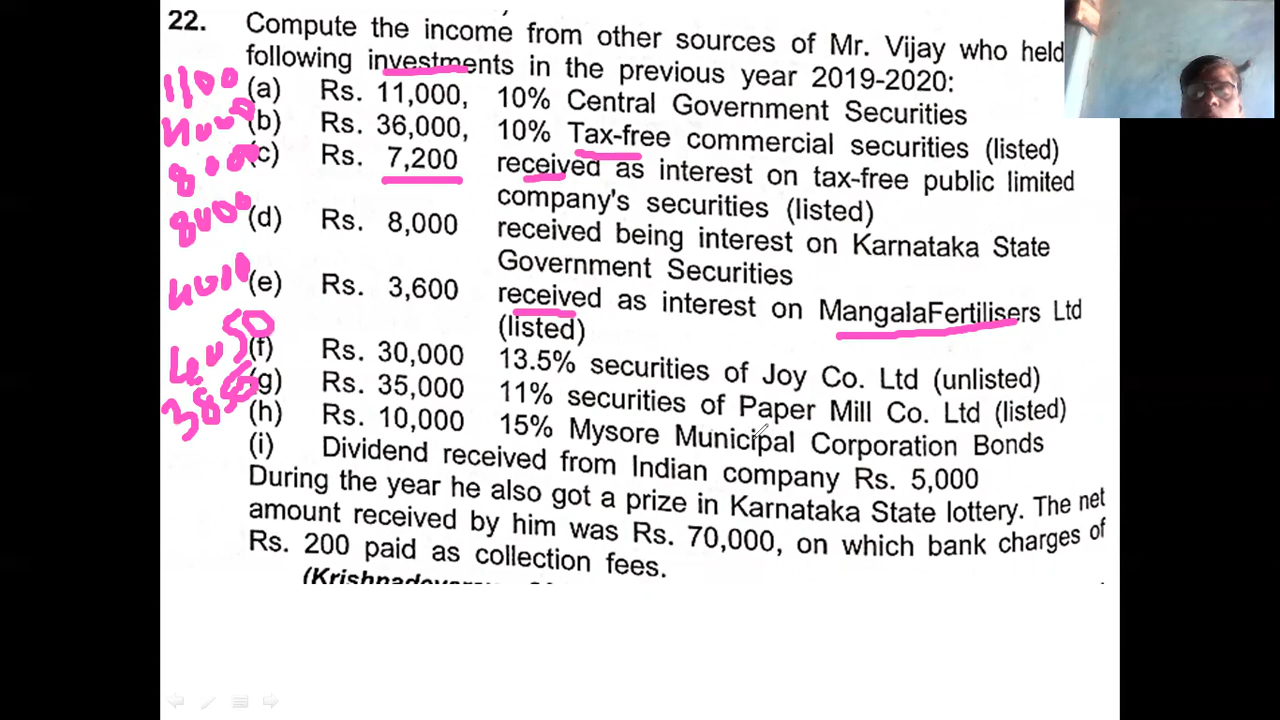 22. Compute the income from other sources of Mr. Vijay who held
following investments in the previous year 2019-2020:
1100 (a) Rs. 11,000, 10% Central Government Securities
4000 (b) Rs. 36,000, 10% Tax-free commercial securities (listed)
8000 (c) Rs. 7,200 received as interest on tax-free public limited
company's securities (listed)
8000 (d) Rs. 8,000 received being interest on Karnataka State
Government Securities
(e) Rs. 3,600 received as interest on MangalaFertilisers Ltd
(listed)
(f) Rs. 30,000 13.5% securities of Joy Co. Ltd (unlisted)
3850 (g) Rs. 35,000 11% securities of Paper Mill Co. Ltd (listed)
(h) Rs. 10,000 15% Mysore Municipal Corporation Bonds
(i) Dividend received from Indian company Rs. 5,000
During the year he also got a prize in Karnataka State lottery. The net
amount received by him was Rs. 70,000, on which bank charges of
Rs. 200 paid as collection fees.